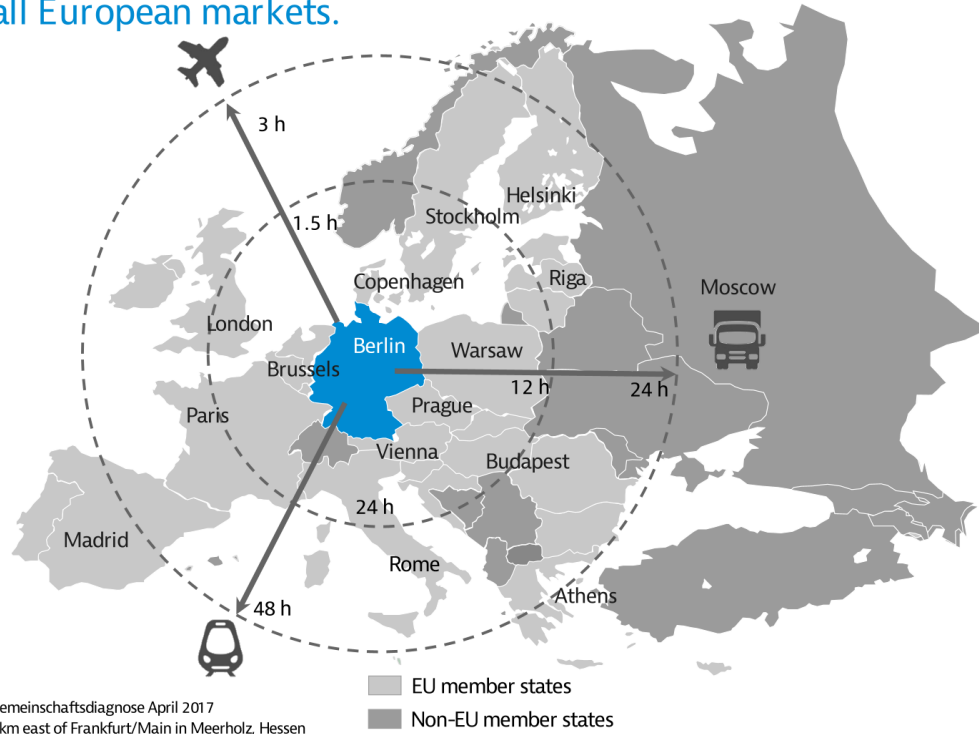 all European markets.
3 h
1.5 h
Helsinki
Stockholm
Riga
Copenhagen
Moscow
London
Berlin
Warsaw
Brussels
12 h
24 h
Prague
Paris
Vienna
Budapest
24 h
Madrid
Rome
Athens
48 h
EU member states
Non-EU member states
emeinschaftsdiagnose April 2017
km east of Frankfurt/Main in Meerholz, Hessen